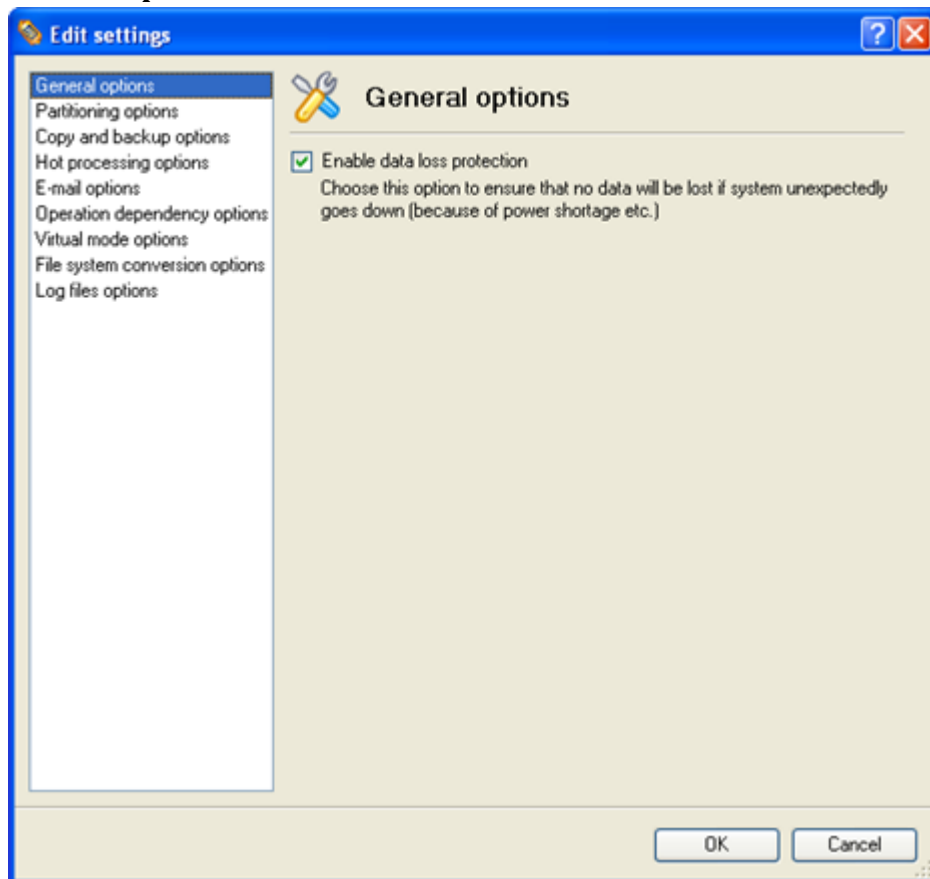 Edit settings
General options
Partitioning options
Copy and backup options
Hot processing options
E-mail options
Operation dependency options
Virtual mode options
File system conversion options
Log files options
General options
Enable data loss protection
Choose this option to ensure that no data will be lost if system unexpectedly
goes down (because of power shortage etc.)
OK
Cancel